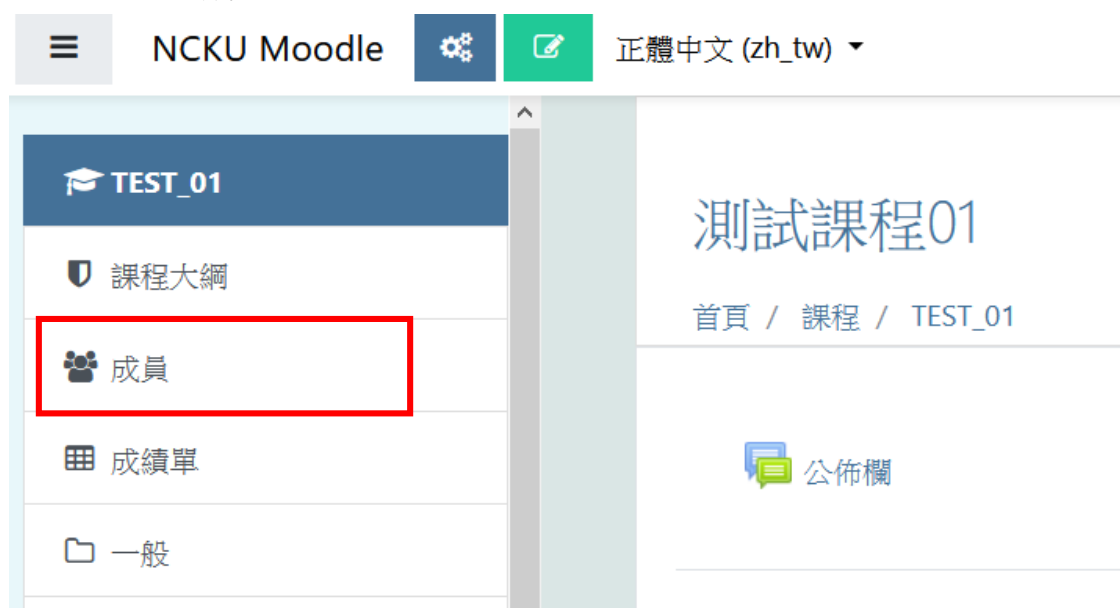 NCKU Moodle 正體中文 (zh_tw)
TEST_01
課程大綱
成員
成績單
一般
測試課程01
首頁 / 課程 / TEST_01
公佈欄